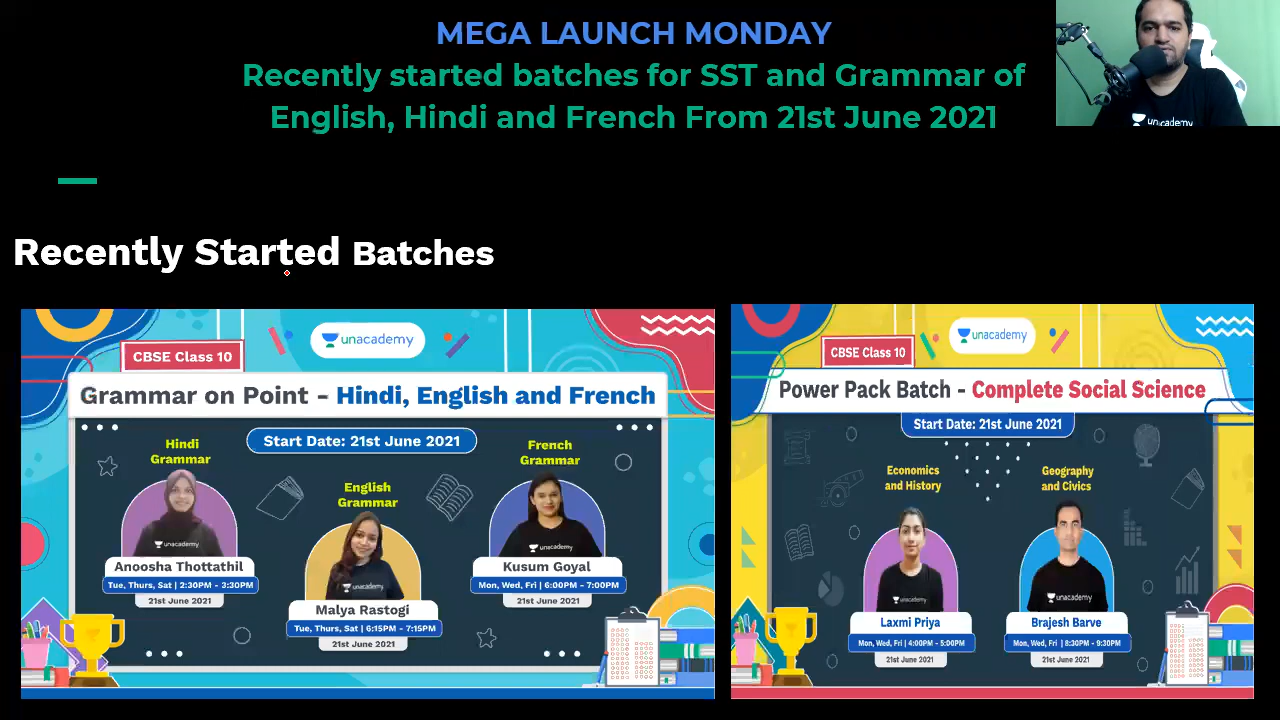 MEGA LAUNCH MONDAY
Recently started batches for SST and Grammar of
English, Hindi and French From 21st June 2021
unacademy
Recently Started Batches
unacademy
CBSE Class 10
Grammar on Point - Hindi, English and French
Start Date: 21st June 2021
Hindi
Grammar
English
Grammar
French
Grammar
unacademy
unacademy
unacademy
Anoosha Thottathil
Tue, Thurs, Sat | 2:30PM - 3:30PM
21st June 2021
Malya Rastogi
Tue, Thurs, Sat | 6:15PM - 7:15PM
21st June 2021
Kusum Goyal
Mon, Wed, Fri | 6:00PM - 7:00PM
21st June 2021
unacademy
CBSE Class 10
Power Pack Batch - Complete Social Science
Start Date: 21st June 2021
Economics
and History
Geography
and Civics
unacademy
unacademy
Laxmi Priya
Mon, Wed, Fri | 4:00PM - 5:00PM
21st June 2021
Brajesh Barve
Mon, Wed, Fri | 8:30PM - 9:30PM
21st June 2021